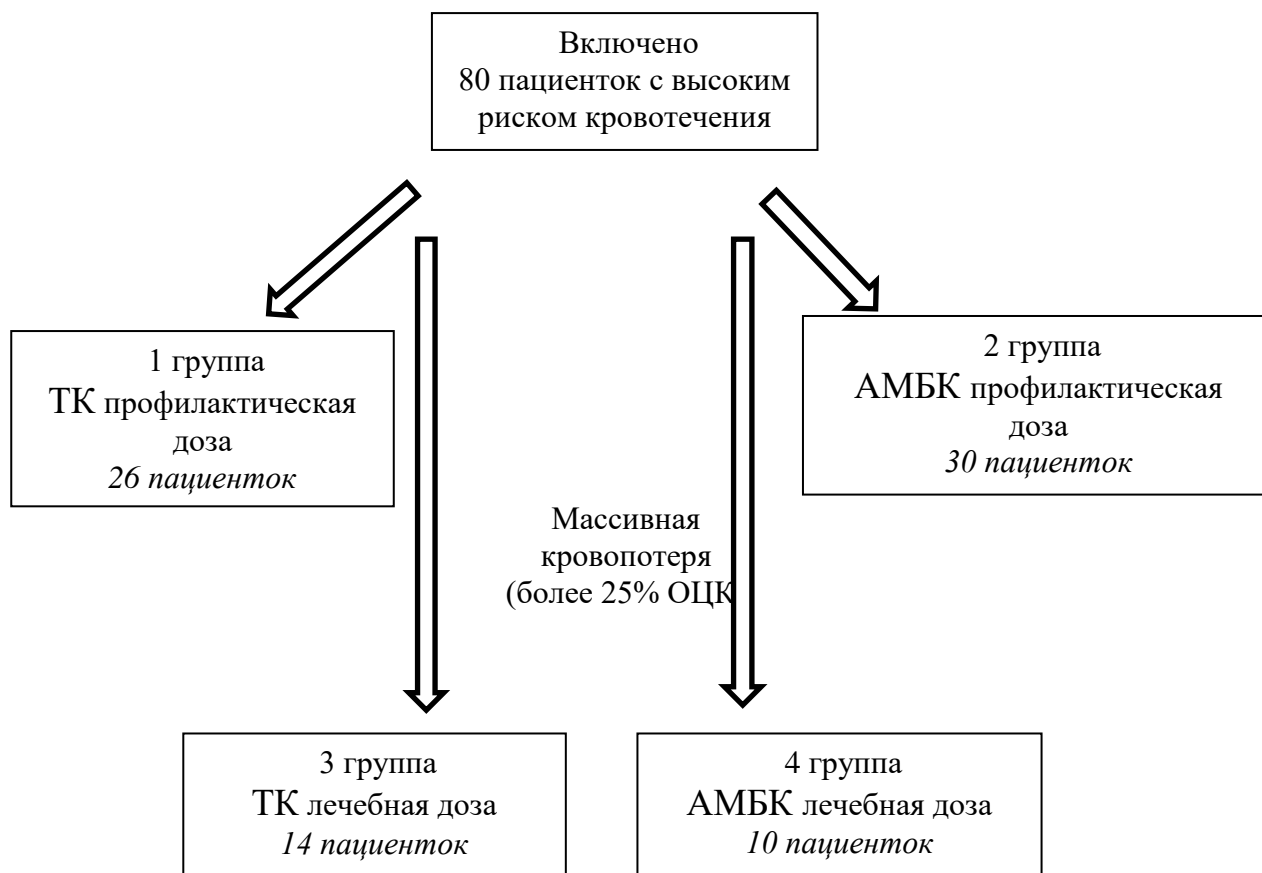 Включено
80 пациенток с высоким
риском кровотечения
1 группа
ТК профилактическая
доза
26 пациенток
2 группа
АМБК профилактическая
доза
30 пациенток
Массивная
кровопотеря
(более 25% ОЦК
3 группа
ТК лечебная доза
14 пациенток
4 группа
АМБК лечебная доза
10 пациенток